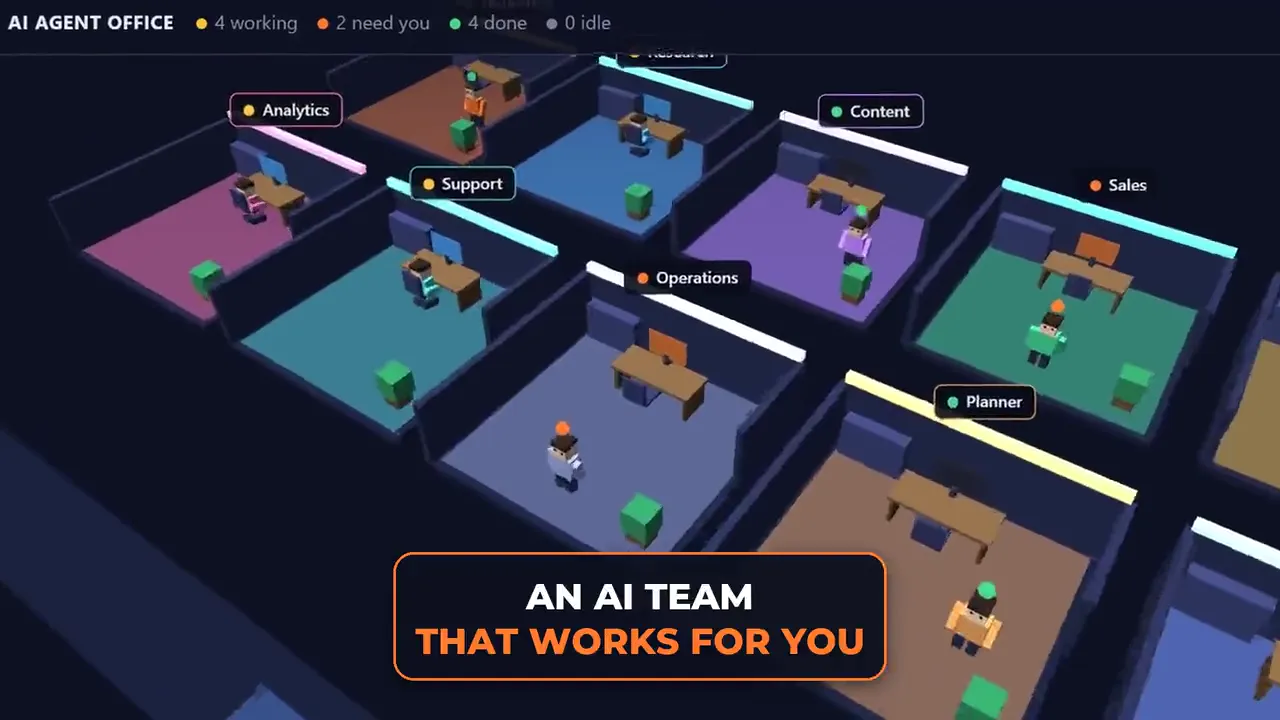 AI AGENT OFFICE 4 working 2 need you 4 done 0 idle
Research
Analytics
Content
Support
Sales
Operations
Planner
AN AI TEAM
THAT WORKS FOR YOU